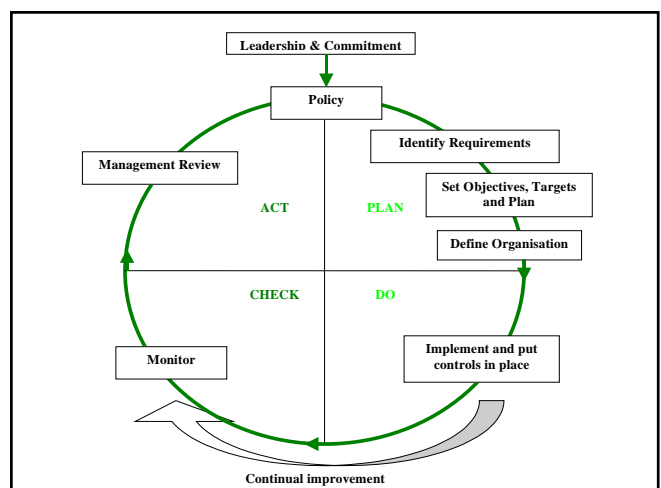 Leadership & Commitment
Policy
Identify Requirements
Management Review
Set Objectives, Targets
and Plan
ACT
PLAN
Define Organisation
CHECK
DO
Implement and put
controls in place
Monitor
Continual improvement